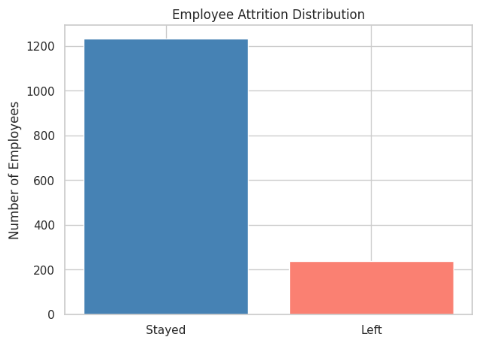 Employee Attrition Distribution
Number of Employees
1200
1000
800
600
400
200
0
Stayed
Left